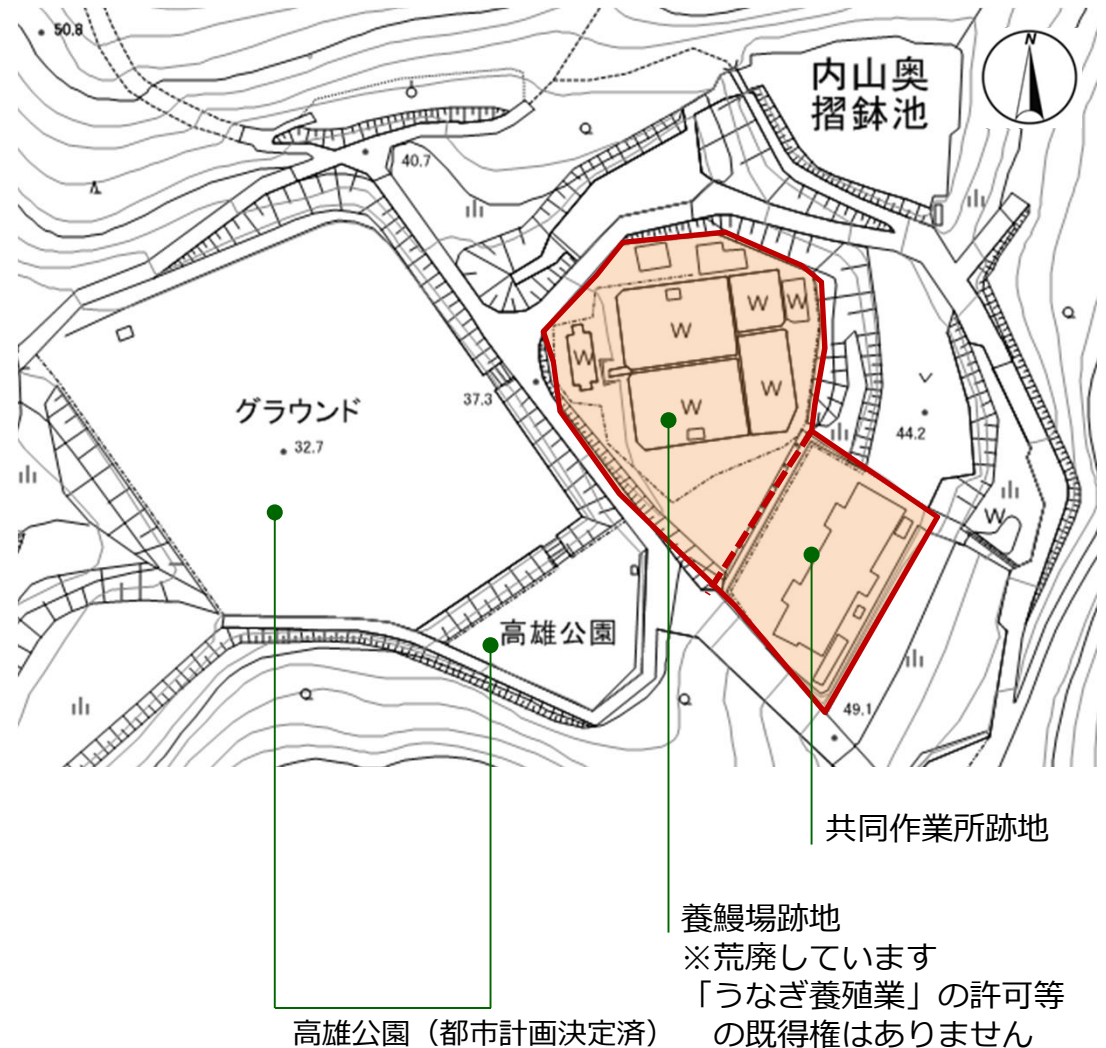 50.8
内山奥
摺鉢池
N
40.7
W
W
W
W
W
W
37.3
グラウンド
32.7
44.2
W
高雄公園
49.1
共同作業所跡地
養鰻場跡地
※荒廃しています
「うなぎ養殖業」の許可等
の既得権はありません
高雄公園（都市計画決定済）